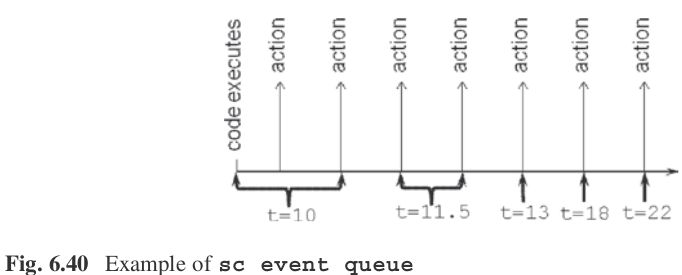 code executes
action
action
action
action
action
action
action
t=10
t=11.5
t=13
t=18
t=22
Fig. 6.40 Example of sc event queue